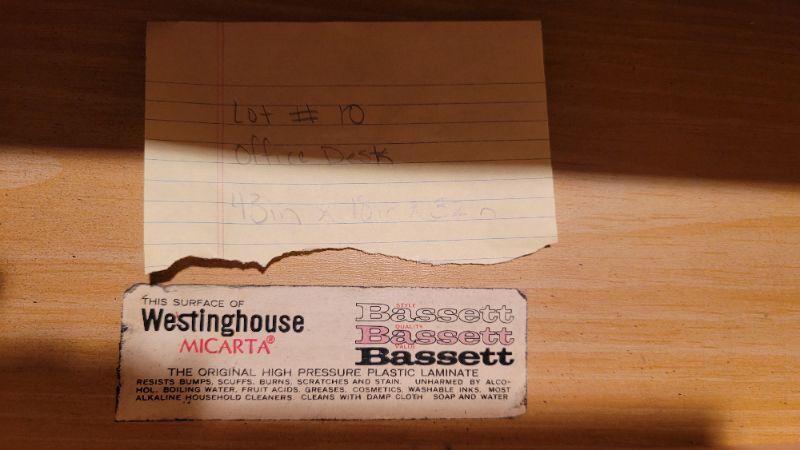 Lot # 10
Office Desk
43in x 18in x 32in
THIS SURFACE OF
Westinghouse
MICARTA®
STYLE
Bassett
QUALITY
Bassett
VALUE
Bassett
THE ORIGINAL HIGH PRESSURE PLASTIC LAMINATE
RESISTS BUMPS, SCUFFS, BURNS, SCRATCHES AND STAIN. UNHARMED BY ALCO-
HOL, BOILING WATER, FRUIT ACIDS, GREASES, COSMETICS, WASHABLE INKS, MOST
ALKALINE HOUSEHOLD CLEANERS. CLEANS WITH DAMP CLOTH SOAP AND WATER